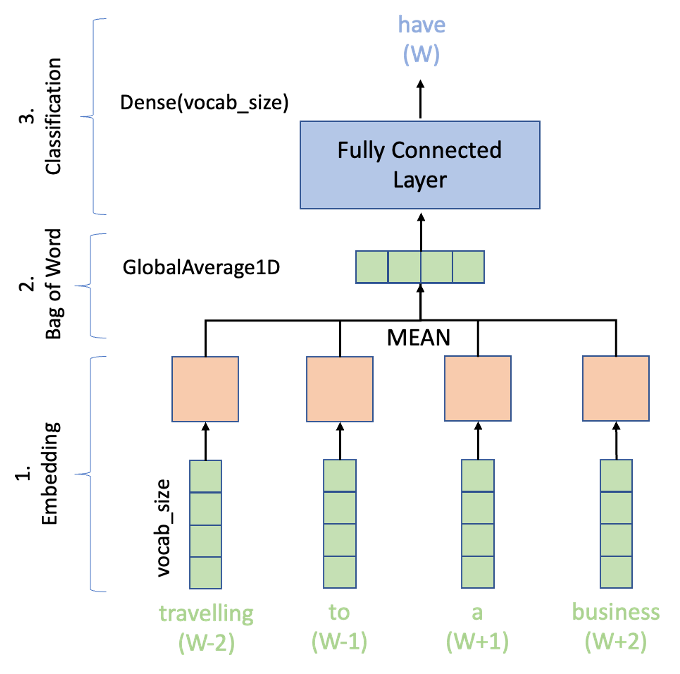 have
(W)
3.
Classification
Dense(vocab_size)
Fully Connected
Layer
2.
Bag of Word
GlobalAverage1D
MEAN
1.
Embedding
vocab_size
travelling
(W-2)
to
(W-1)
a
(W+1)
business
(W+2)